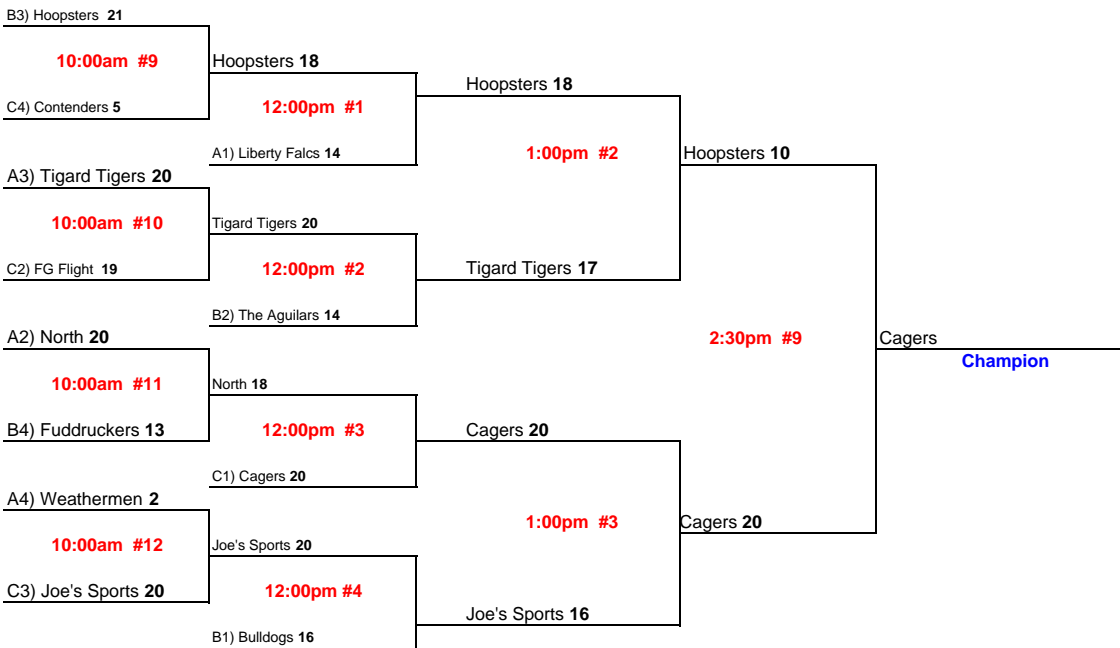 B3) Hoopsters 21
10:00am #9
C4) Contenders 5
Hoopsters 18
12:00pm #1
A1) Liberty Falcs 14
Hoopsters 18
1:00pm #2
Hoopsters 10
A3) Tigard Tigers 20
10:00am #10
C2) FG Flight 19
Tigard Tigers 20
12:00pm #2
B2) The Aguilars 14
Tigard Tigers 17
A2) North 20
10:00am #11
B4) Fuddruckers 13
North 18
12:00pm #3
C1) Cagers 20
Cagers 20
2:30pm #9
Cagers
Champion
A4) Weathermen 2
10:00am #12
C3) Joe's Sports 20
Joe's Sports 20
12:00pm #4
B1) Bulldogs 16
1:00pm #3
Cagers 20
Joe's Sports 16